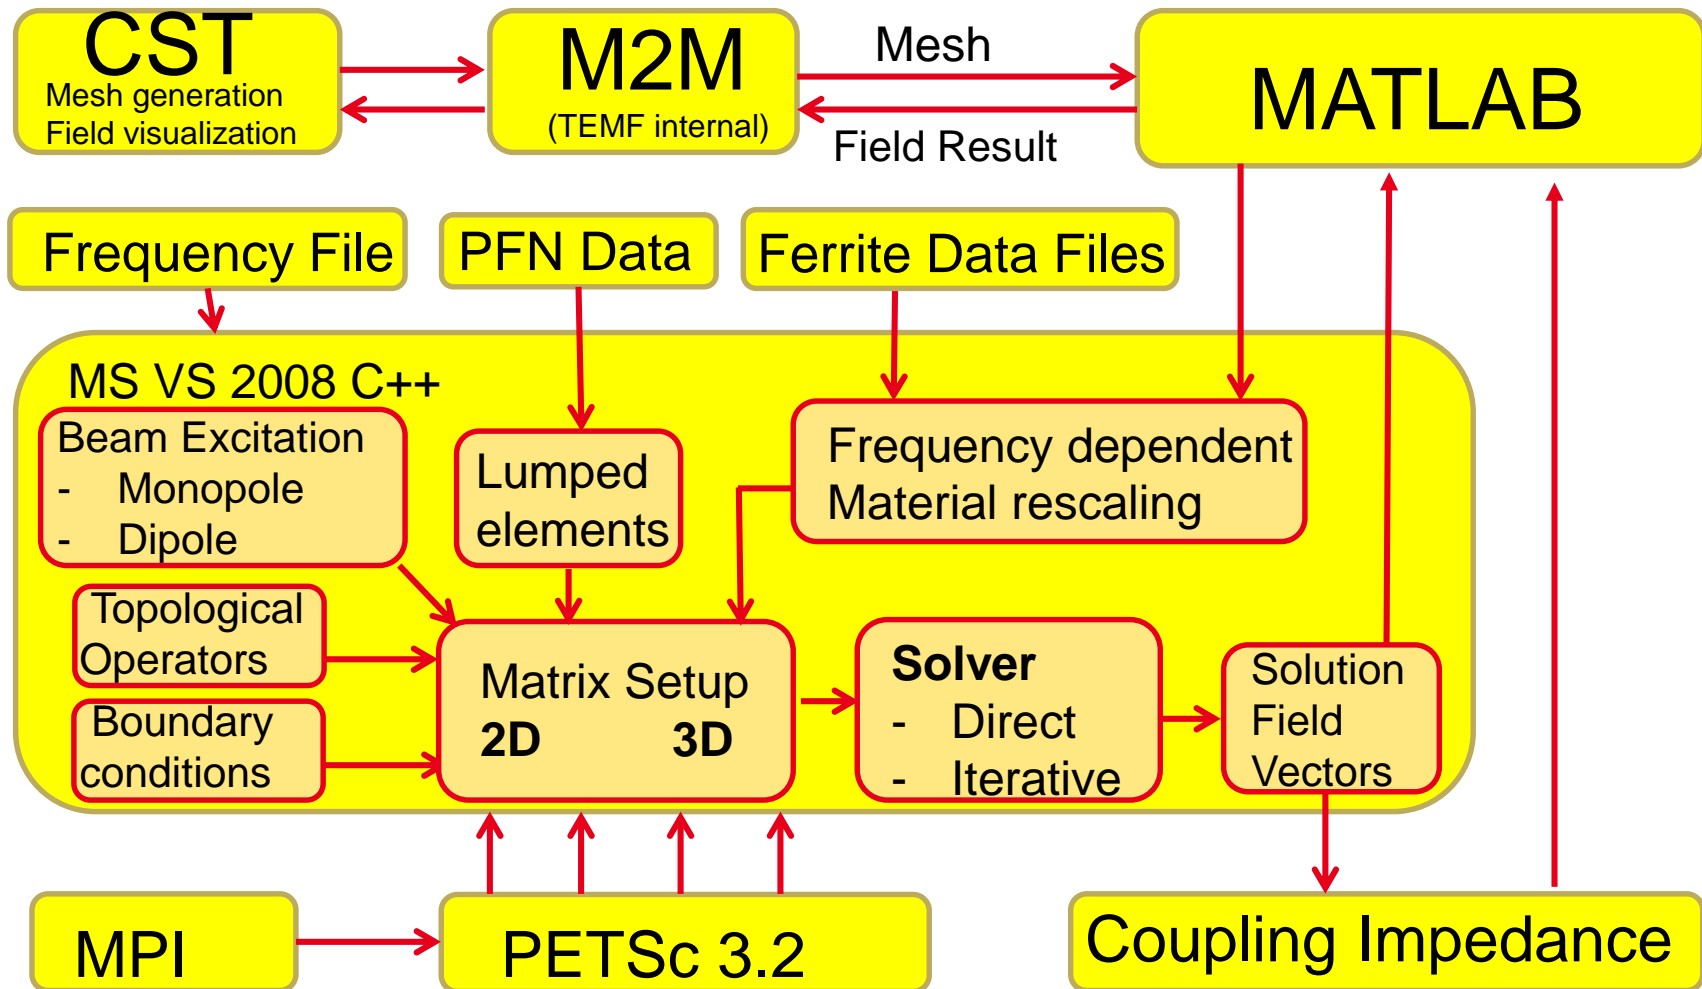 CST
Mesh generation
Field visualization
M2M
(TEMF internal)
Mesh
Field Result
MATLAB
Frequency File
PFN Data
Ferrite Data Files
MS VS 2008 C++
Beam Excitation
- Monopole
- Dipole
Lumped
elements
Frequency dependent
Material rescaling
Topological
Operators
Boundary
conditions
Matrix Setup
2D 3D
Solver
- Direct
- Iterative
Solution
Field
Vectors
MPI
PETSc 3.2
Coupling Impedance